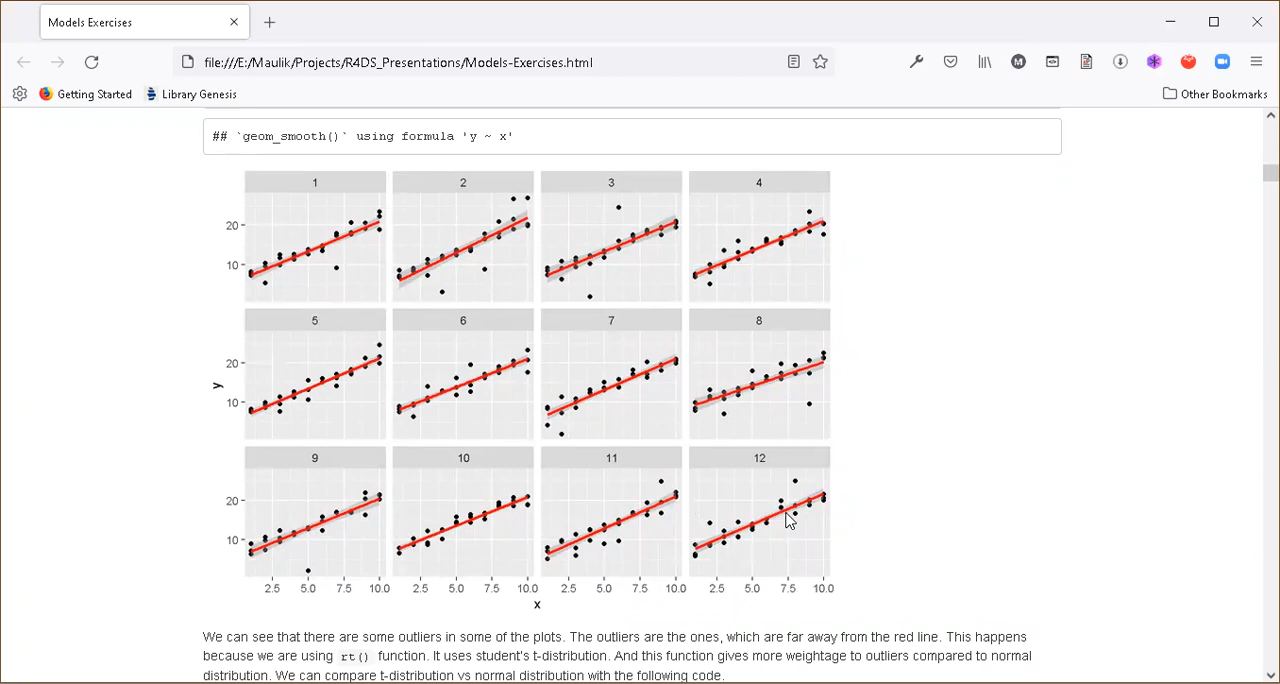 Models Exercises
file:///E:/Maulik/Projects/R4DS_Presentations/Models-Exercises.html
Getting Started
Library Genesis
Other Bookmarks
## `geom_smooth()` using formula 'y ~ x'
1 2 3 4
20
10
5 6 7 8
20
10
y
9 10 11 12
20
10
2.5 5.0 7.5 10.0 2.5 5.0 7.5 10.0 2.5 5.0 7.5 10.0 2.5 5.0 7.5 10.0
x
We can see that there are some outliers in some of the plots. The outliers are the ones, which are far away from the red line. This happens
because we are using rt() function. It uses student's t-distribution. And this function gives more weightage to outliers compared to normal
distribution. We can compare t-distribution vs normal distribution with the following code.